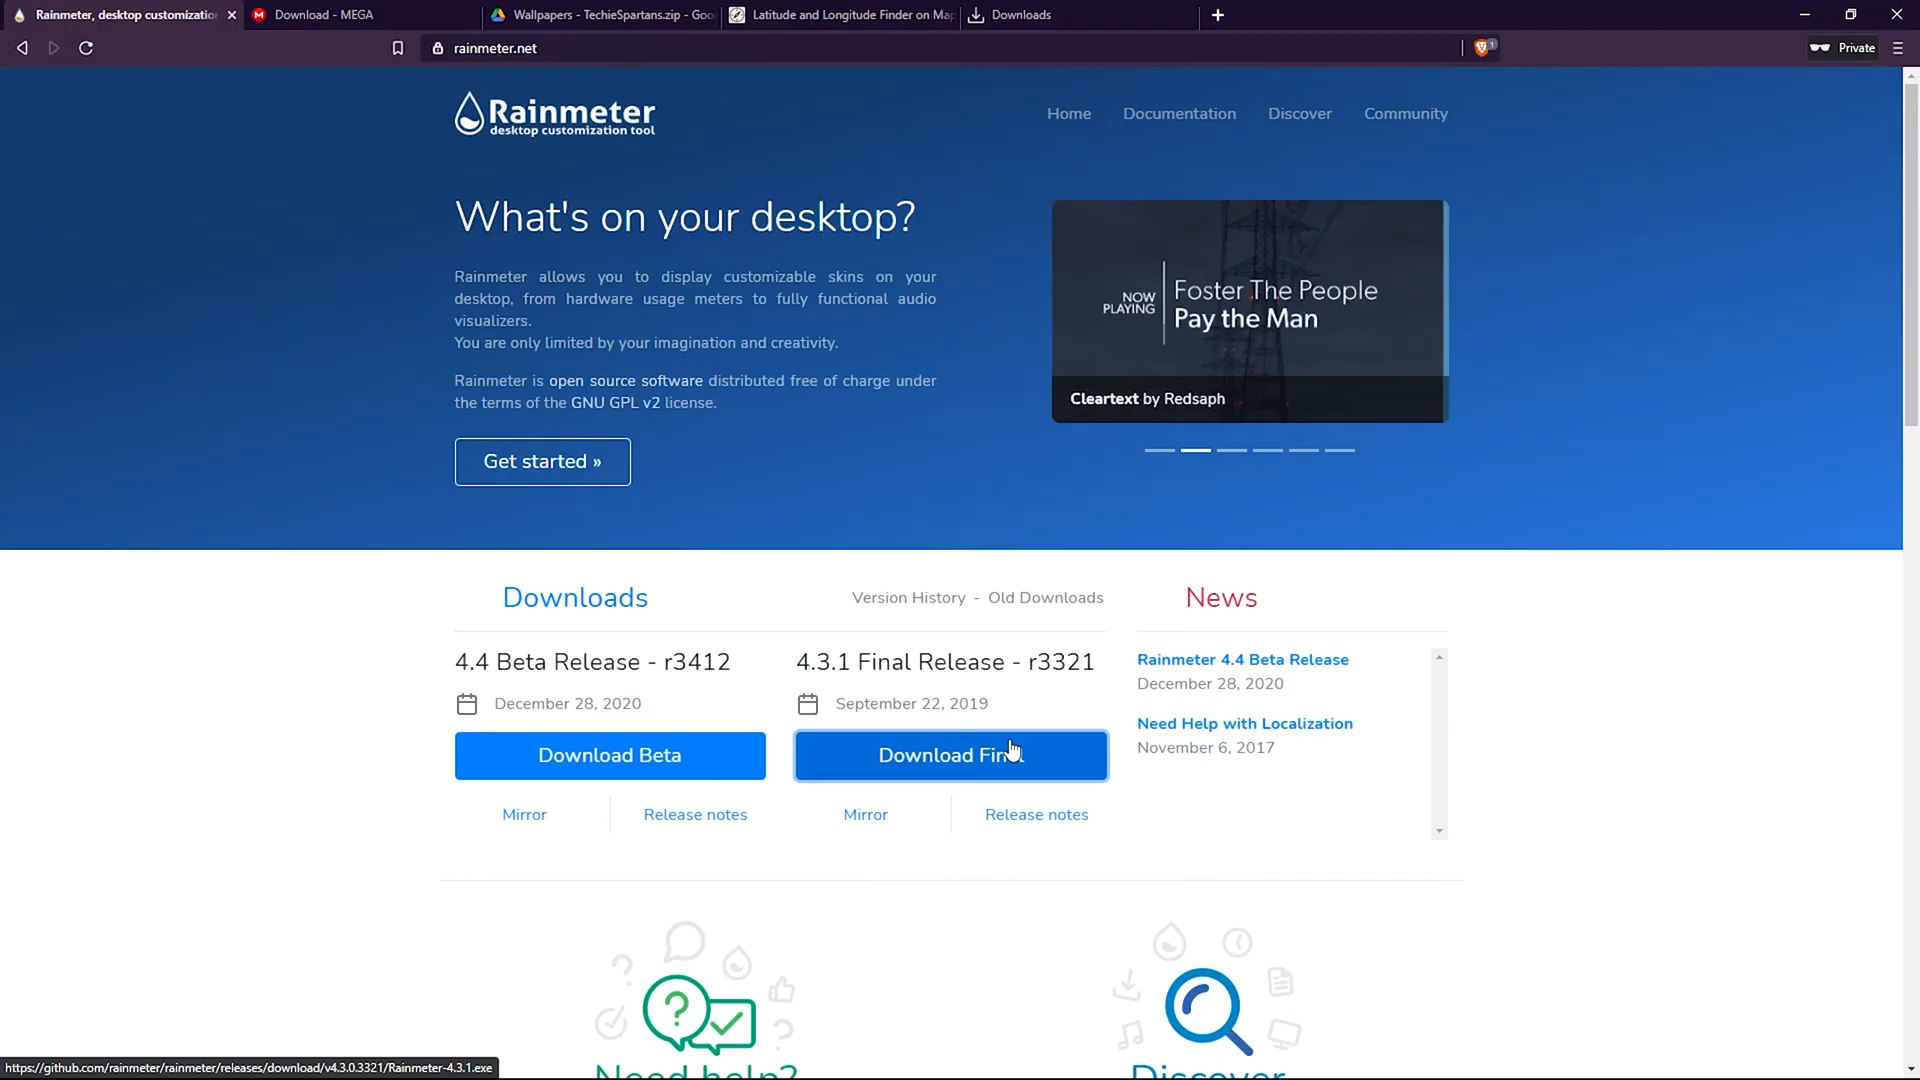 Rainmeter, desktop customizatio
Download - MEGA
Wallpapers - TechieSpartans.zip - Goo
Latitude and Longitude Finder on Ma
Downloads
rainmeter.net
1
Private
Rainmeter
desktop customization tool
Home
Documentation
Discover
Community
What's on your desktop?
Rainmeter allows you to display customizable skins on your
desktop, from hardware usage meters to fully functional audio
visualizers.
You are only limited by your imagination and creativity.
Rainmeter is open source software distributed free of charge under
the terms of the GNU GPL v2 license.
Get started »
NOW
PLAYING
Foster The People
Pay the Man
Cleartext by Redsaph
Downloads
Version History - Old Downloads
News
4.4 Beta Release - r3412
December 28, 2020
Download Beta
Mirror
Release notes
4.3.1 Final Release - r3321
September 22, 2019
Download Final
Mirror
Release notes
Rainmeter 4.4 Beta Release
December 28, 2020
Need Help with Localization
November 6, 2017
Need help?
Discover
https://github.com/rainmeter/rainmeter/releases/download/v4.3.0.3321/Rainmeter-4.3.1.exe